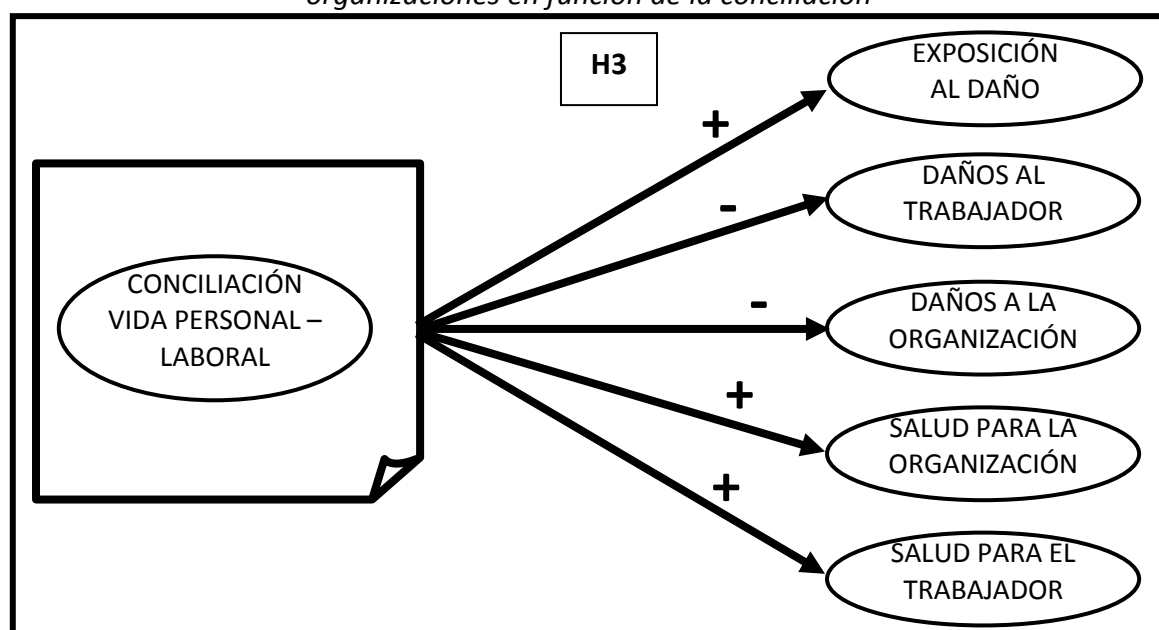 organizaciones en función de la conciliación
H3
EXPOSICIÓN
AL DAÑO
+
DAÑOS AL
TRABAJADOR
-
CONCILIACIÓN
VIDA PERSONAL –
LABORAL
-
DAÑOS A LA
ORGANIZACIÓN
+
SALUD PARA LA
ORGANIZACIÓN
+
SALUD PARA EL
TRABAJADOR